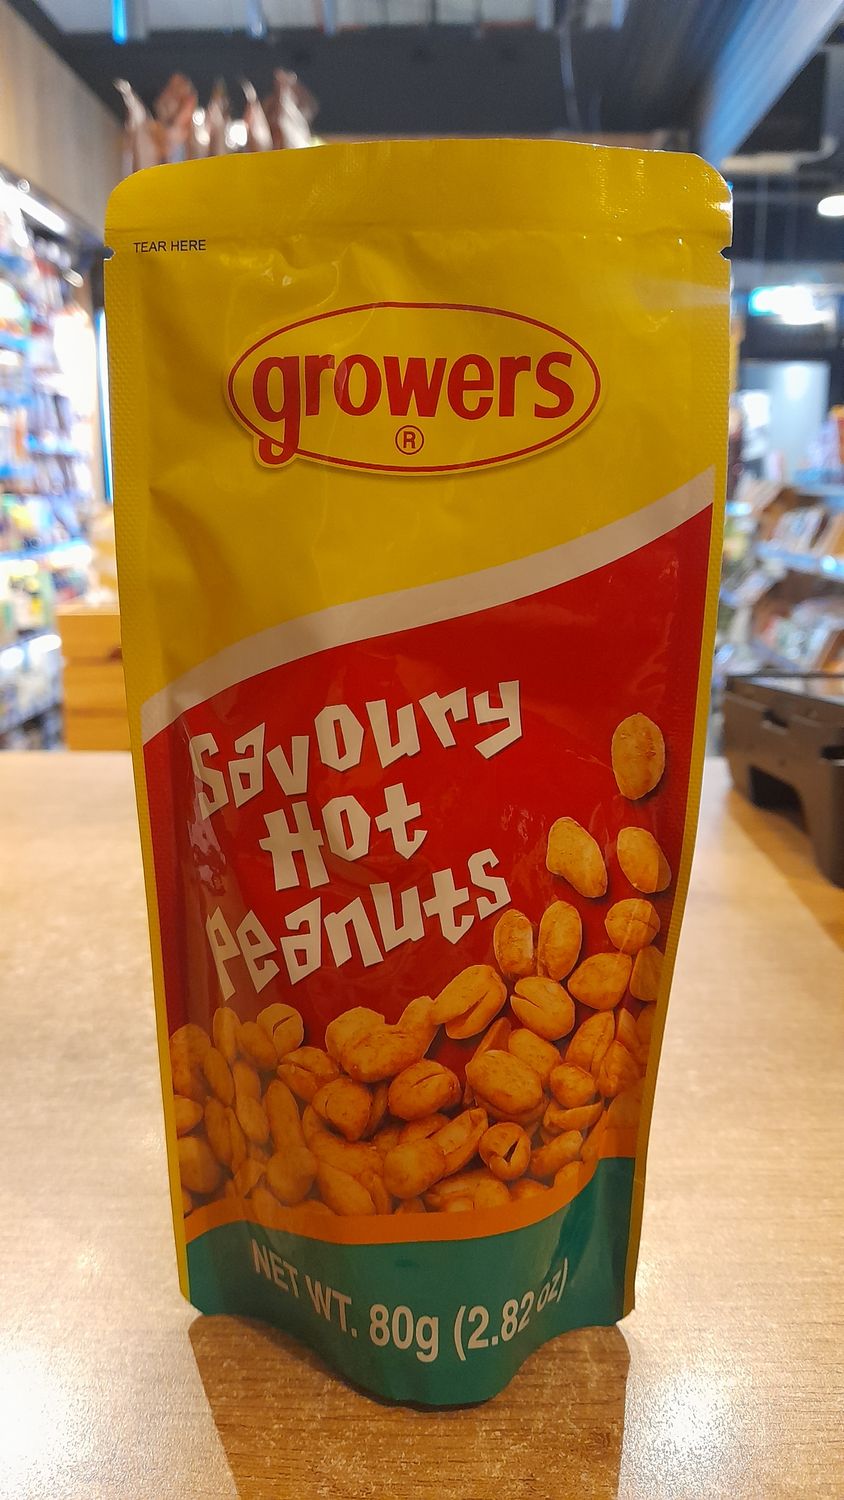 TEAR HERE
growers
®
Savoury
Hot
Peanuts
NET WT. 80g (2.82 oz)